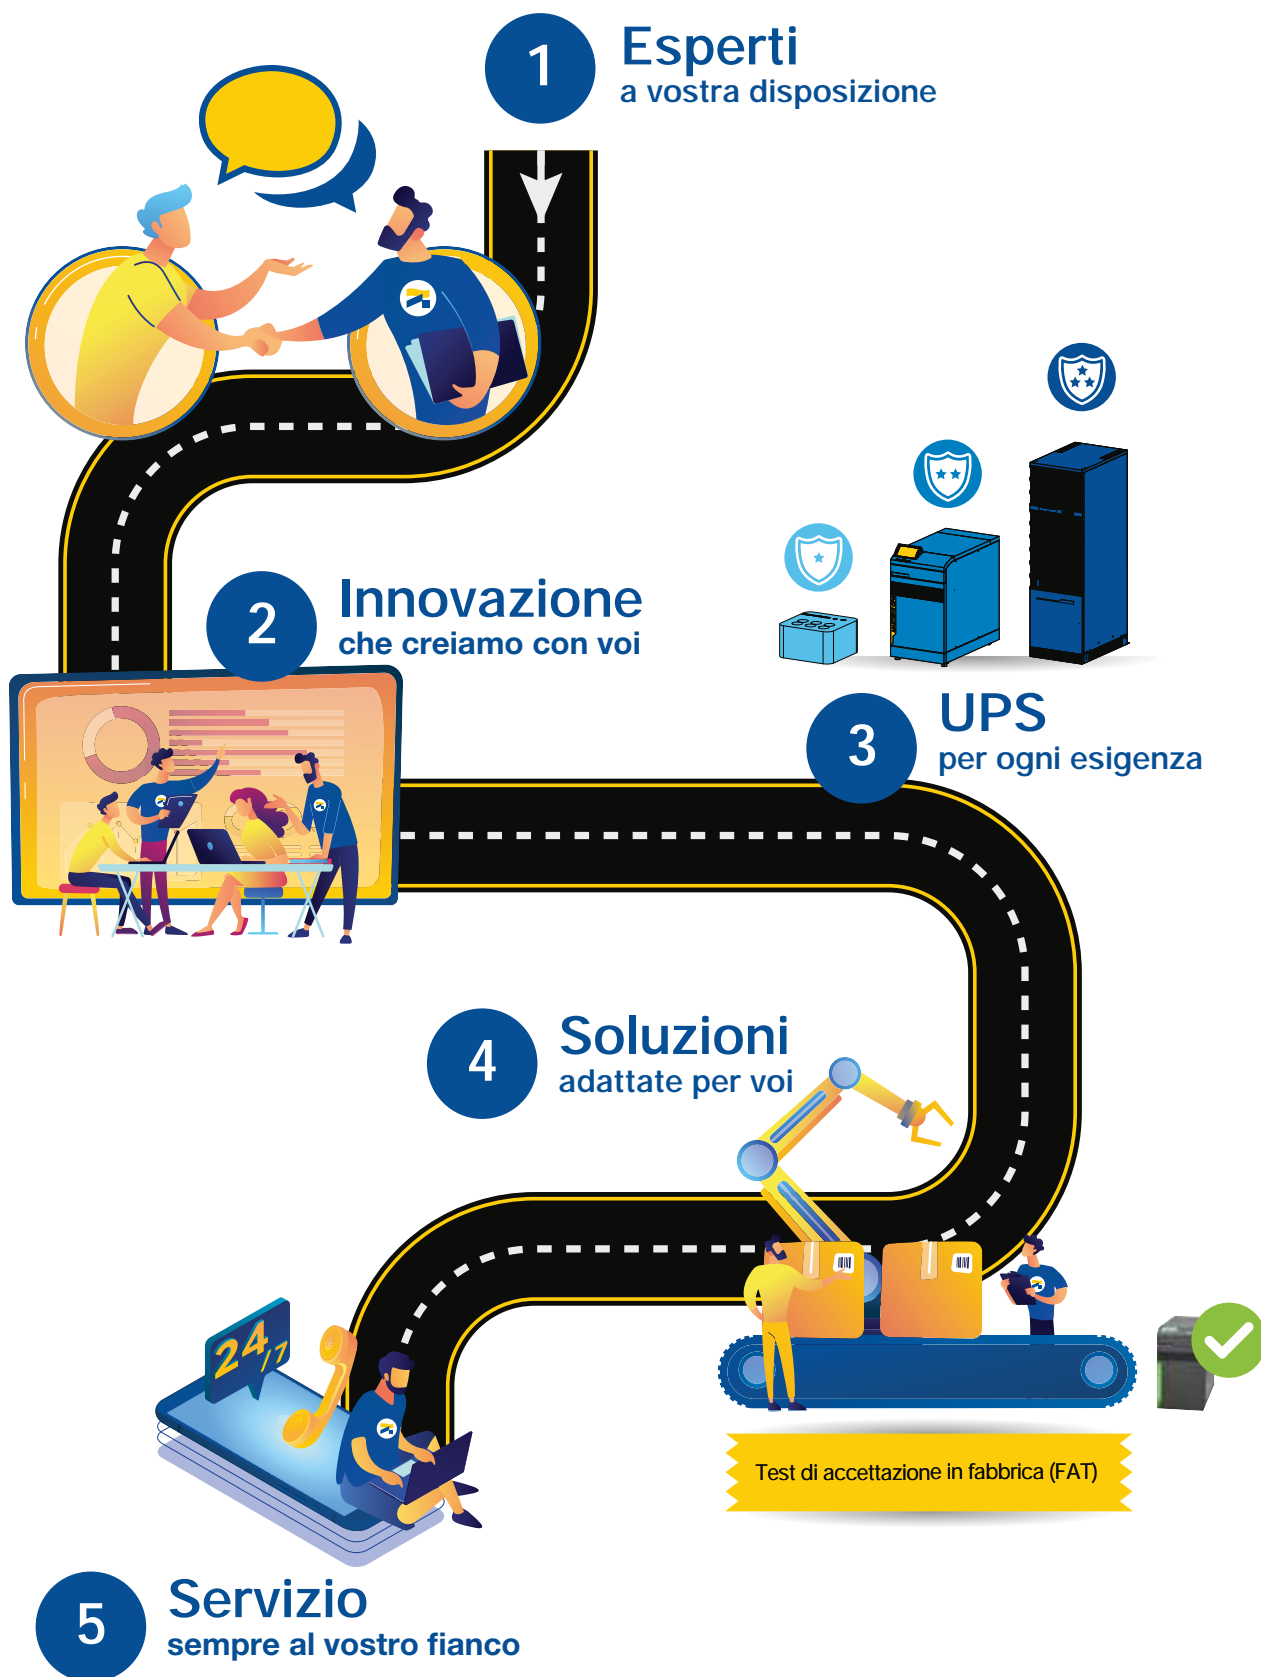 1
Esperti
a vostra disposizione
2
Innovazione
che creiamo con voi
3
UPS
per ogni esigenza
4
Soluzioni
adattate per voi
24/7
Test di accettazione in fabbrica (FAT)
5
Servizio
sempre al vostro fianco